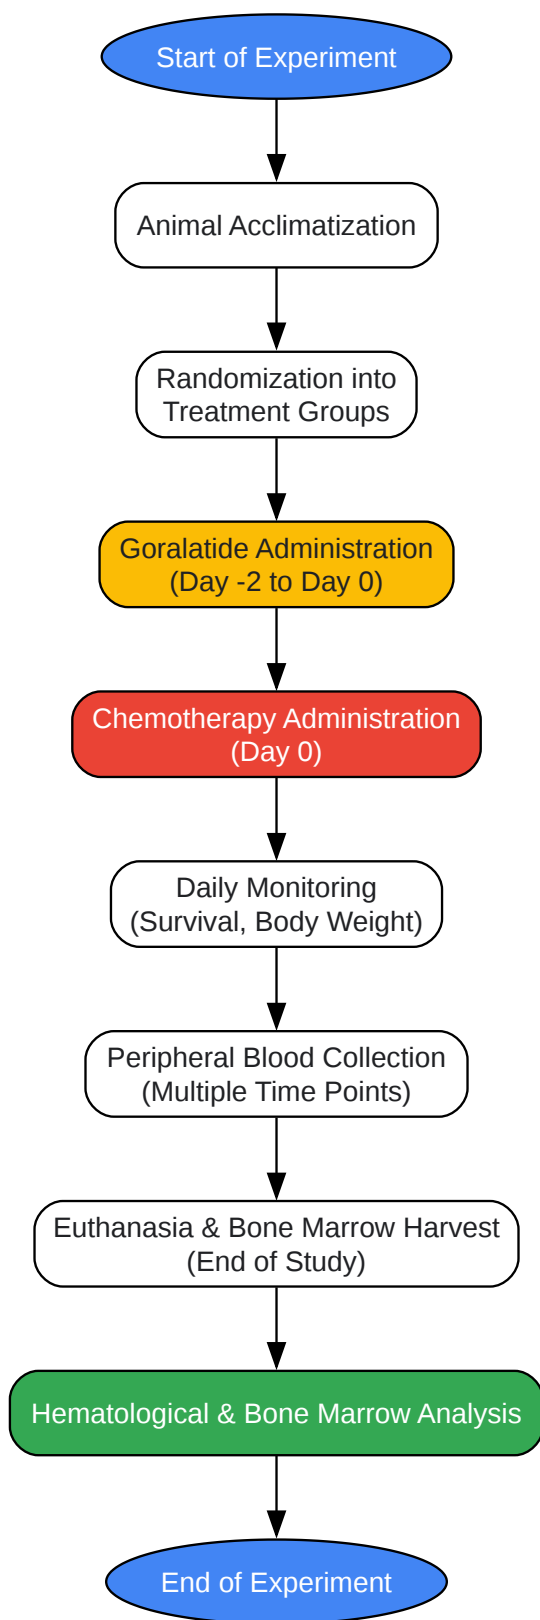 Start of Experiment
Animal Acclimatization
Randomization into
Treatment Groups
Goralatide Administration
(Day -2 to Day 0)
Chemotherapy Administration
(Day 0)
Daily Monitoring
(Survival, Body Weight)
Peripheral Blood Collection
(Multiple Time Points)
Euthanasia & Bone Marrow Harvest
(End of Study)
Hematological & Bone Marrow Analysis
End of Experiment